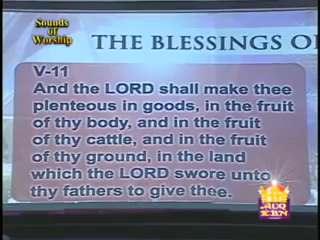 Sounds
of
Worship
THE BLESSINGS O
V-11
And the LORD shall make thee
plenteous in goods, in the fruit
of thy body, and in the fruit
of thy cattle, and in the fruit
of thy ground, in the land
which the LORD swore unto
thy fathers to give thee.